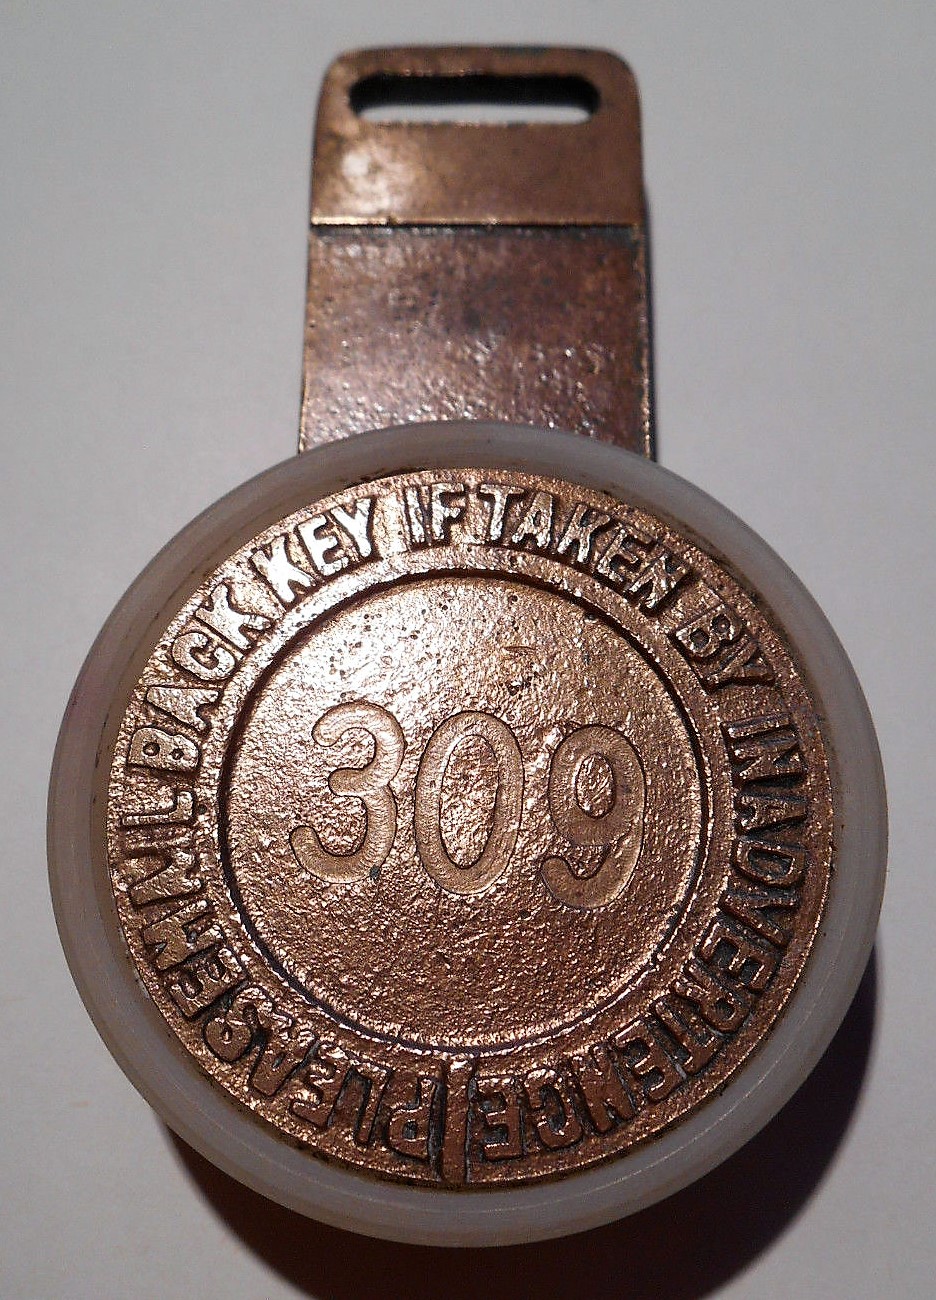 PLEASE MAIL BACK KEY IF TAKEN BY INADVERTENCE
309